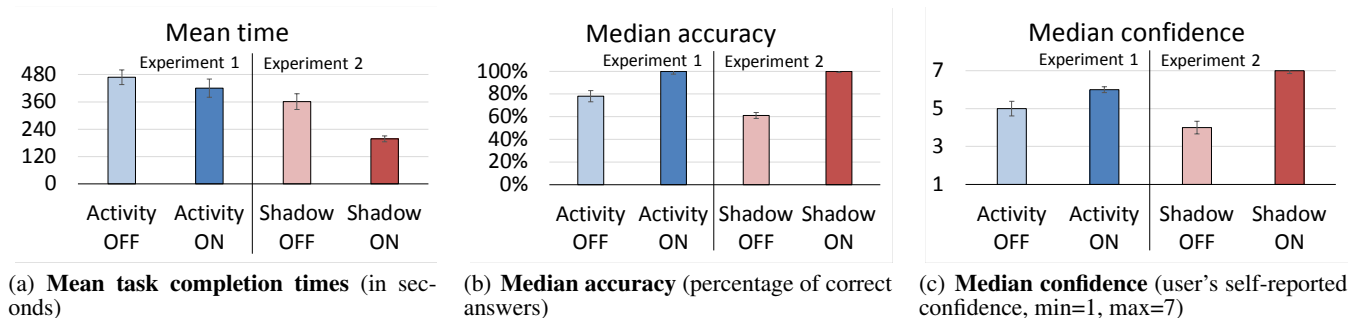 Mean time
Experiment 1 Experiment 2
480
360
240
120
0
Activity OFF
Activity ON
Shadow OFF
Shadow ON
(a) Mean task completion times (in sec-
onds)
Median accuracy
Experiment 1 Experiment 2
100%
80%
60%
40%
20%
0%
Activity OFF
Activity ON
Shadow OFF
Shadow ON
(b) Median accuracy (percentage of correct
answers)
Median confidence
Experiment 1 Experiment 2
7
5
3
1
Activity OFF
Activity ON
Shadow OFF
Shadow ON
(c) Median confidence (user's self-reported
confidence, min=1, max=7)